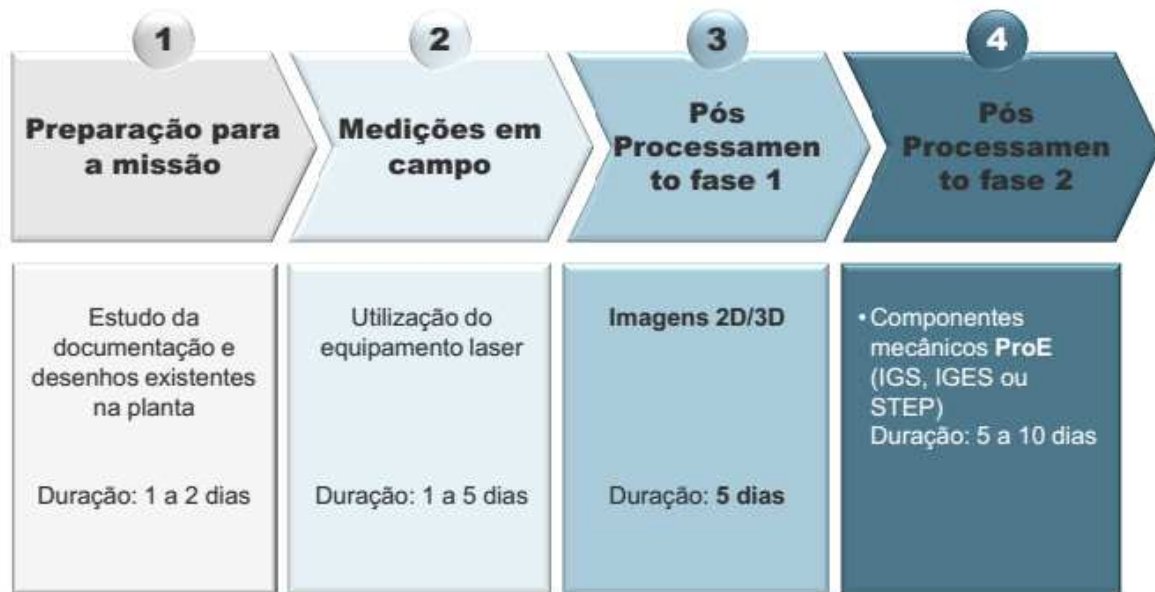 1
Preparação para
a missão
Estudo da
documentação e
desenhos existentes
na planta
Duração: 1 a 2 dias
2
Medições em
campo
Utilização do
equipamento laser
Duração: 1 a 5 dias
3
Pós
Processamen
to fase 1
Imagens 2D/3D
Duração: 5 dias
4
Pós
Processamen
to fase 2
• Componentes
mecânicos ProE
(IGS, IGES ou
STEP)
Duração: 5 a 10 dias